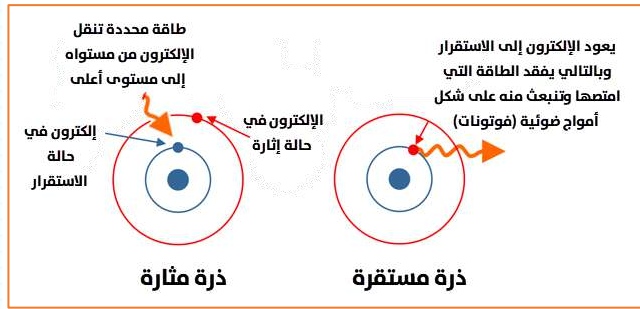 يعود الإلكترون إلى الاستقرار
وبالتالي يفقد الطاقة التي
امتصها وتنبعث منه على شكل
أمواج ضوئية (فوتونات)
طاقة محددة تنقل
الإلكترون من مستواه
إلى مستوى أعلى
الإلكترون في
حالة إثارة
إلكترون في
حالة
الاستقرار
ذرة مستقرة
ذرة مثارة